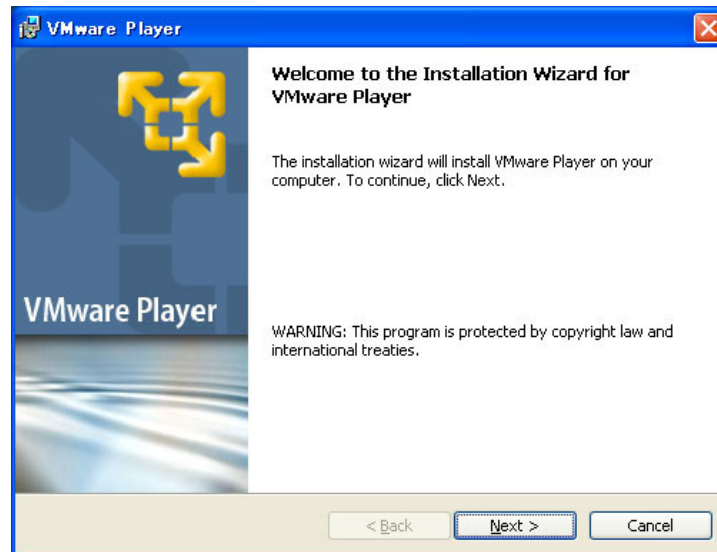 VMware Player
Welcome to the Installation Wizard for
VMware Player
The installation wizard will install VMware Player on your
computer. To continue, click Next.
VMware Player
WARNING: This program is protected by copyright law and
international treaties.
< Back
Next >
Cancel